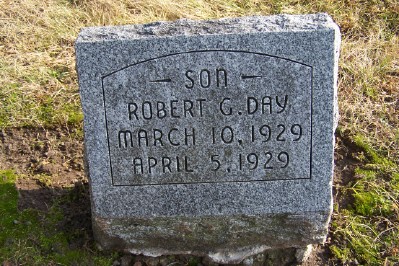 — SON —
ROBERT G. DAY
MARCH 10, 1929
APRIL 5, 1929